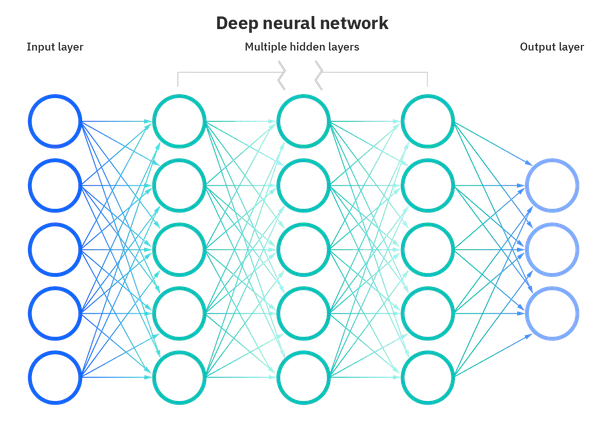 Deep neural network
Input layer
Multiple hidden layers
Output layer